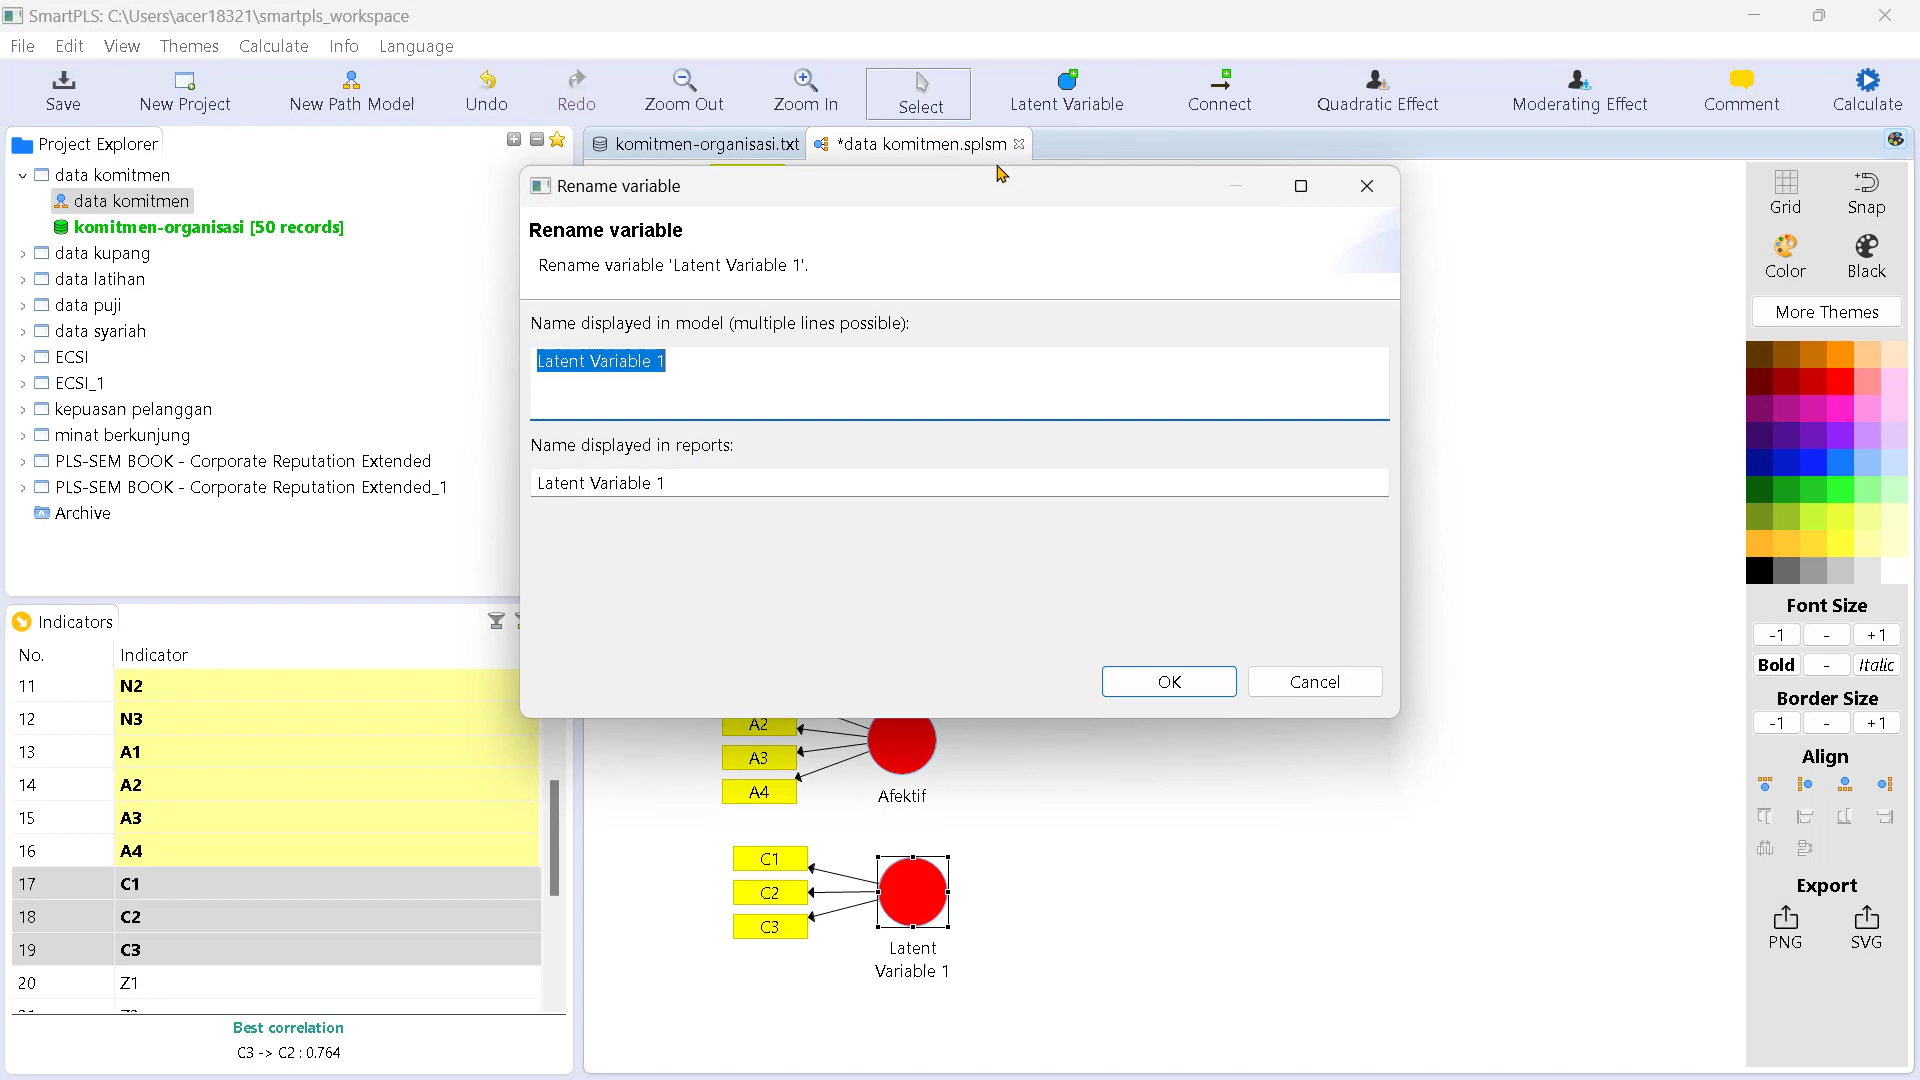 SmartPLS: C:\Users\acer18321\smartpls_workspace
File Edit View Themes Calculate Info Language
Save New Project New Path Model Undo Redo Zoom Out Zoom In Select Latent Variable Connect Quadratic Effect Moderating Effect Comment Calculate
Project Explorer
data komitmen
data komitmen
komitmen-organisasi [50 records]
data kupang
data latihan
data puji
data syariah
ECSI
ECSI_1
kepuasan pelanggan
minat berkunjung
PLS-SEM BOOK - Corporate Reputation Extended
PLS-SEM BOOK - Corporate Reputation Extended_1
Archive
Indicators
No. Indicator
11 N2
12 N3
13 A1
14 A2
15 A3
16 A4
17 C1
18 C2
19 C3
20 Z1
Best correlation
C3 -> C2 : 0.764
komitmen-organisasi.txt *data komitmen.splsm
Rename variable
Rename variable
Rename variable 'Latent Variable 1'.
Name displayed in model (multiple lines possible):
Latent Variable 1
Name displayed in reports:
Latent Variable 1
OK Cancel
A2
A3
A4
Afektif
C1
C2
C3
Latent
Variable 1
Grid Snap
Color Black
More Themes
Font Size
-1 - +1
Bold - Italic
Border Size
-1 - +1
Align
Export
PNG SVG